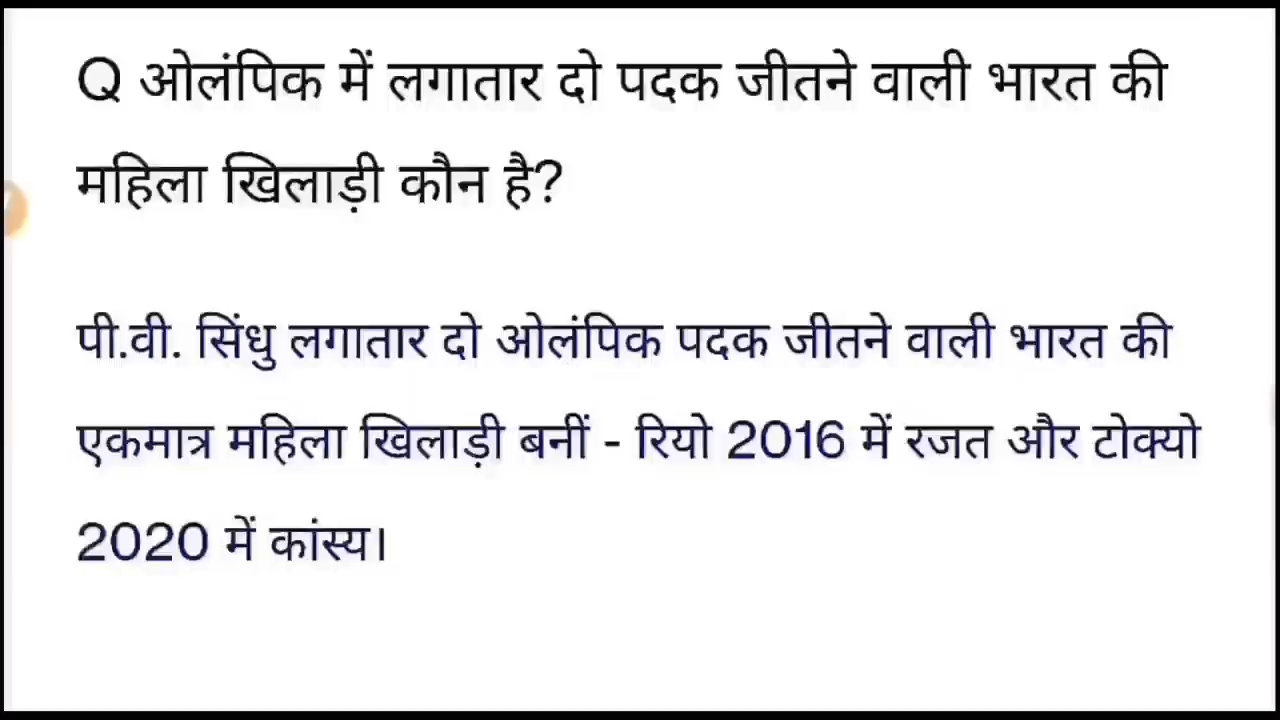 Q ओलंपिक में लगातार दो पदक जीतने वाली भारत की
महिला खिलाड़ी कौन है?
पी.वी. सिंधु लगातार दो ओलंपिक पदक जीतने वाली भारत की
एकमात्र महिला खिलाड़ी बनीं - रियो 2016 में रजत और टोक्यो
2020 में कांस्य।